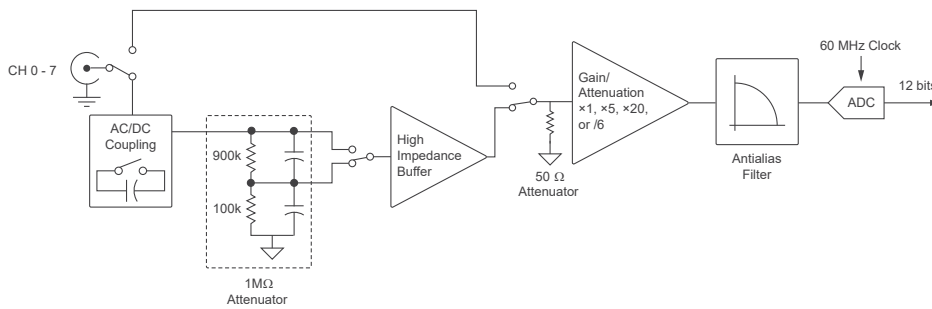 60 MHz Clock
CH 0 - 7
Gain/
Attenuation
×1, ×5, ×20,
or /6
12 bits
ADC
AC/DC
Coupling
High
Impedance
Buffer
900k
100k
Antialias
Filter
50 Ω
Attenuator
1MΩ
Attenuator